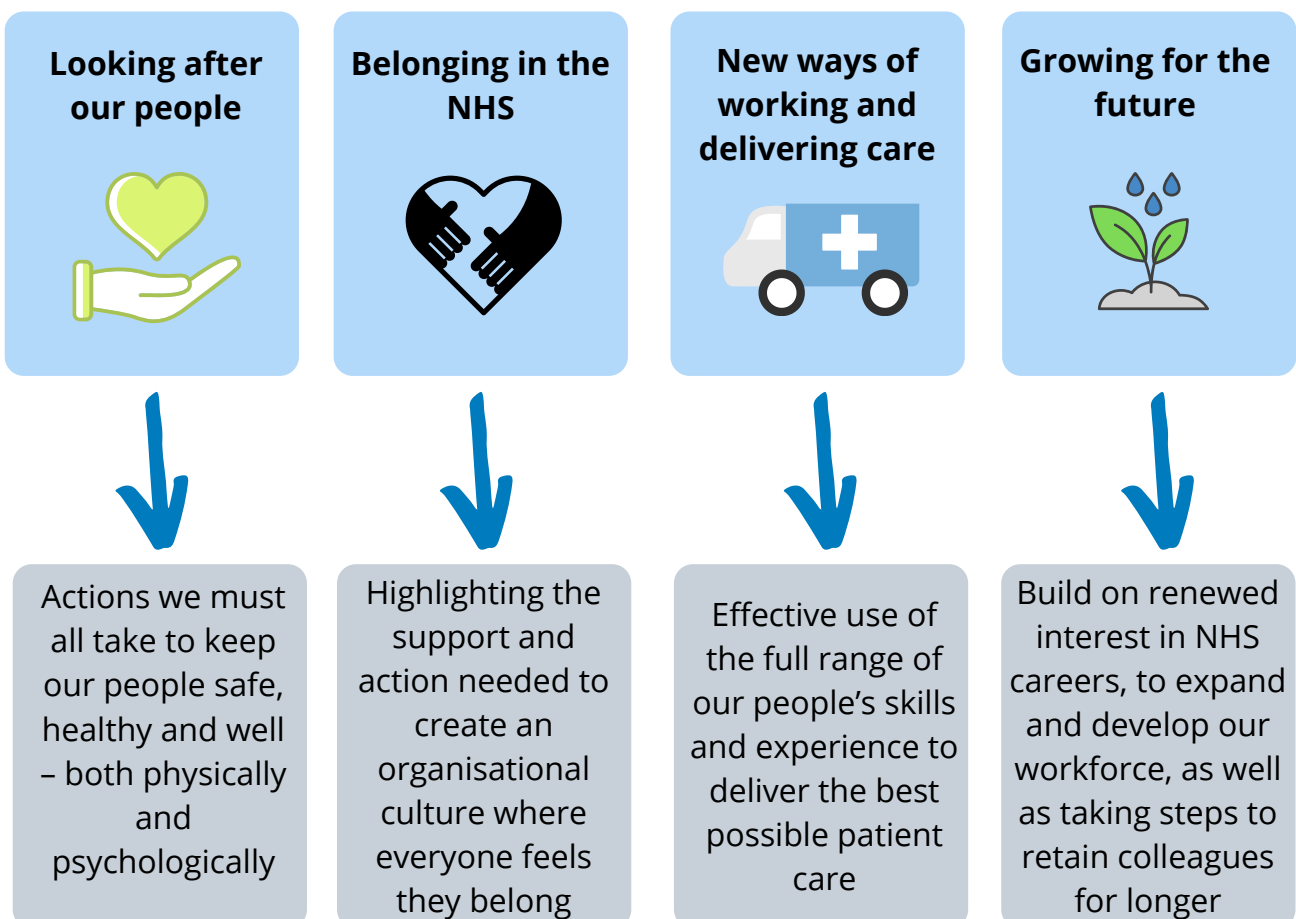 Looking after
our people
Belonging in the
NHS
New ways of
working and
delivering care
Growing for the
future
Actions we must
all take to keep
our people safe,
healthy and well
– both physically
and
psychologically
Highlighting the
support and
action needed to
create an
organisational
culture where
everyone feels
they belong
Effective use of
the full range of
our people’s skills
and experience to
deliver the best
possible patient
care
Build on renewed
interest in NHS
careers, to expand
and develop our
workforce, as well
as taking steps to
retain colleagues
for longer